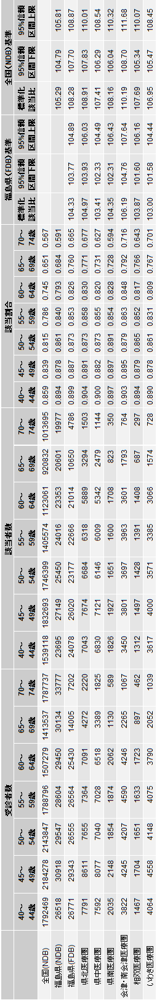 受診者数 該当者数 該当割合 福島県(FDB)基準 全国(NDB)基準
40～ 45～ 50～ 55～ 60～ 65～ 70～ 40～ 45～ 50～ 55～ 60～ 65～ 70～ 40～ 45～ 50～ 55～ 60～ 65～ 70～ 標準化 95%信頼 95%信頼 標準化 95%信頼 95%信頼
44歳 49歳 54歳 59歳 64歳 69歳 74歳 44歳 49歳 54歳 59歳 64歳 69歳 74歳 44歳 49歳 54歳 59歳 64歳 69歳 74歳 該当比 区間下限 区間上限 該当比 区間下限 区間上限
全国(NDB) 1792469 2184278 2143847 1788796 1507279 1413537 1787737 1539118 1832693 1746399 1405574 1123061 920832 1013695 0.859 0.839 0.815 0.786 0.745 0.651 0.567
福島県(NDB) 26518 30918 29547 28604 29450 30134 33777 23695 27149 25450 24016 23353 20601 19977 0.894 0.878 0.861 0.840 0.793 0.684 0.591 105.29 104.79 105.81
福島県(FDB) 26771 29343 26555 26564 25430 14005 7202 24078 26020 23177 22666 21014 10650 4786 0.899 0.887 0.873 0.853 0.826 0.760 0.665 104.33 103.77 104.89 108.28 107.70 108.87
県北医療圏 7791 8611 7655 7364 7091 4272 2220 7043 7674 6684 6318 5889 3294 1503 0.904 0.891 0.873 0.858 0.830 0.771 0.677 104.97 103.93 106.03 108.91 107.83 110.01
県中医療圏 7592 8077 7040 7028 6518 3389 1825 6830 7121 6146 6009 5342 2479 1144 0.900 0.882 0.873 0.855 0.820 0.731 0.627 103.41 102.33 104.49 107.41 106.29 108.54
県南医療圏 2035 2148 1854 1874 2062 1130 589 1826 1927 1651 1600 1708 823 350 0.897 0.897 0.891 0.854 0.828 0.728 0.594 104.35 102.31 106.43 108.16 106.04 110.32
会津・南会津医療圏 3822 4245 4207 4590 4246 2265 1067 3450 3801 3697 3963 3601 1793 764 0.903 0.895 0.879 0.863 0.848 0.792 0.716 106.19 104.76 107.64 110.19 108.70 111.68
相双医療圏 1467 1704 1651 1633 1723 897 462 1312 1497 1428 1391 1408 687 297 0.894 0.879 0.865 0.852 0.817 0.766 0.643 103.87 101.60 106.16 107.69 105.34 110.07
いわき医療圏 4064 4558 4148 4075 3790 2052 1039 3617 4000 3571 3385 3066 1574 728 0.890 0.878 0.861 0.831 0.809 0.767 0.701 103.00 101.58 104.44 106.95 105.47 108.45